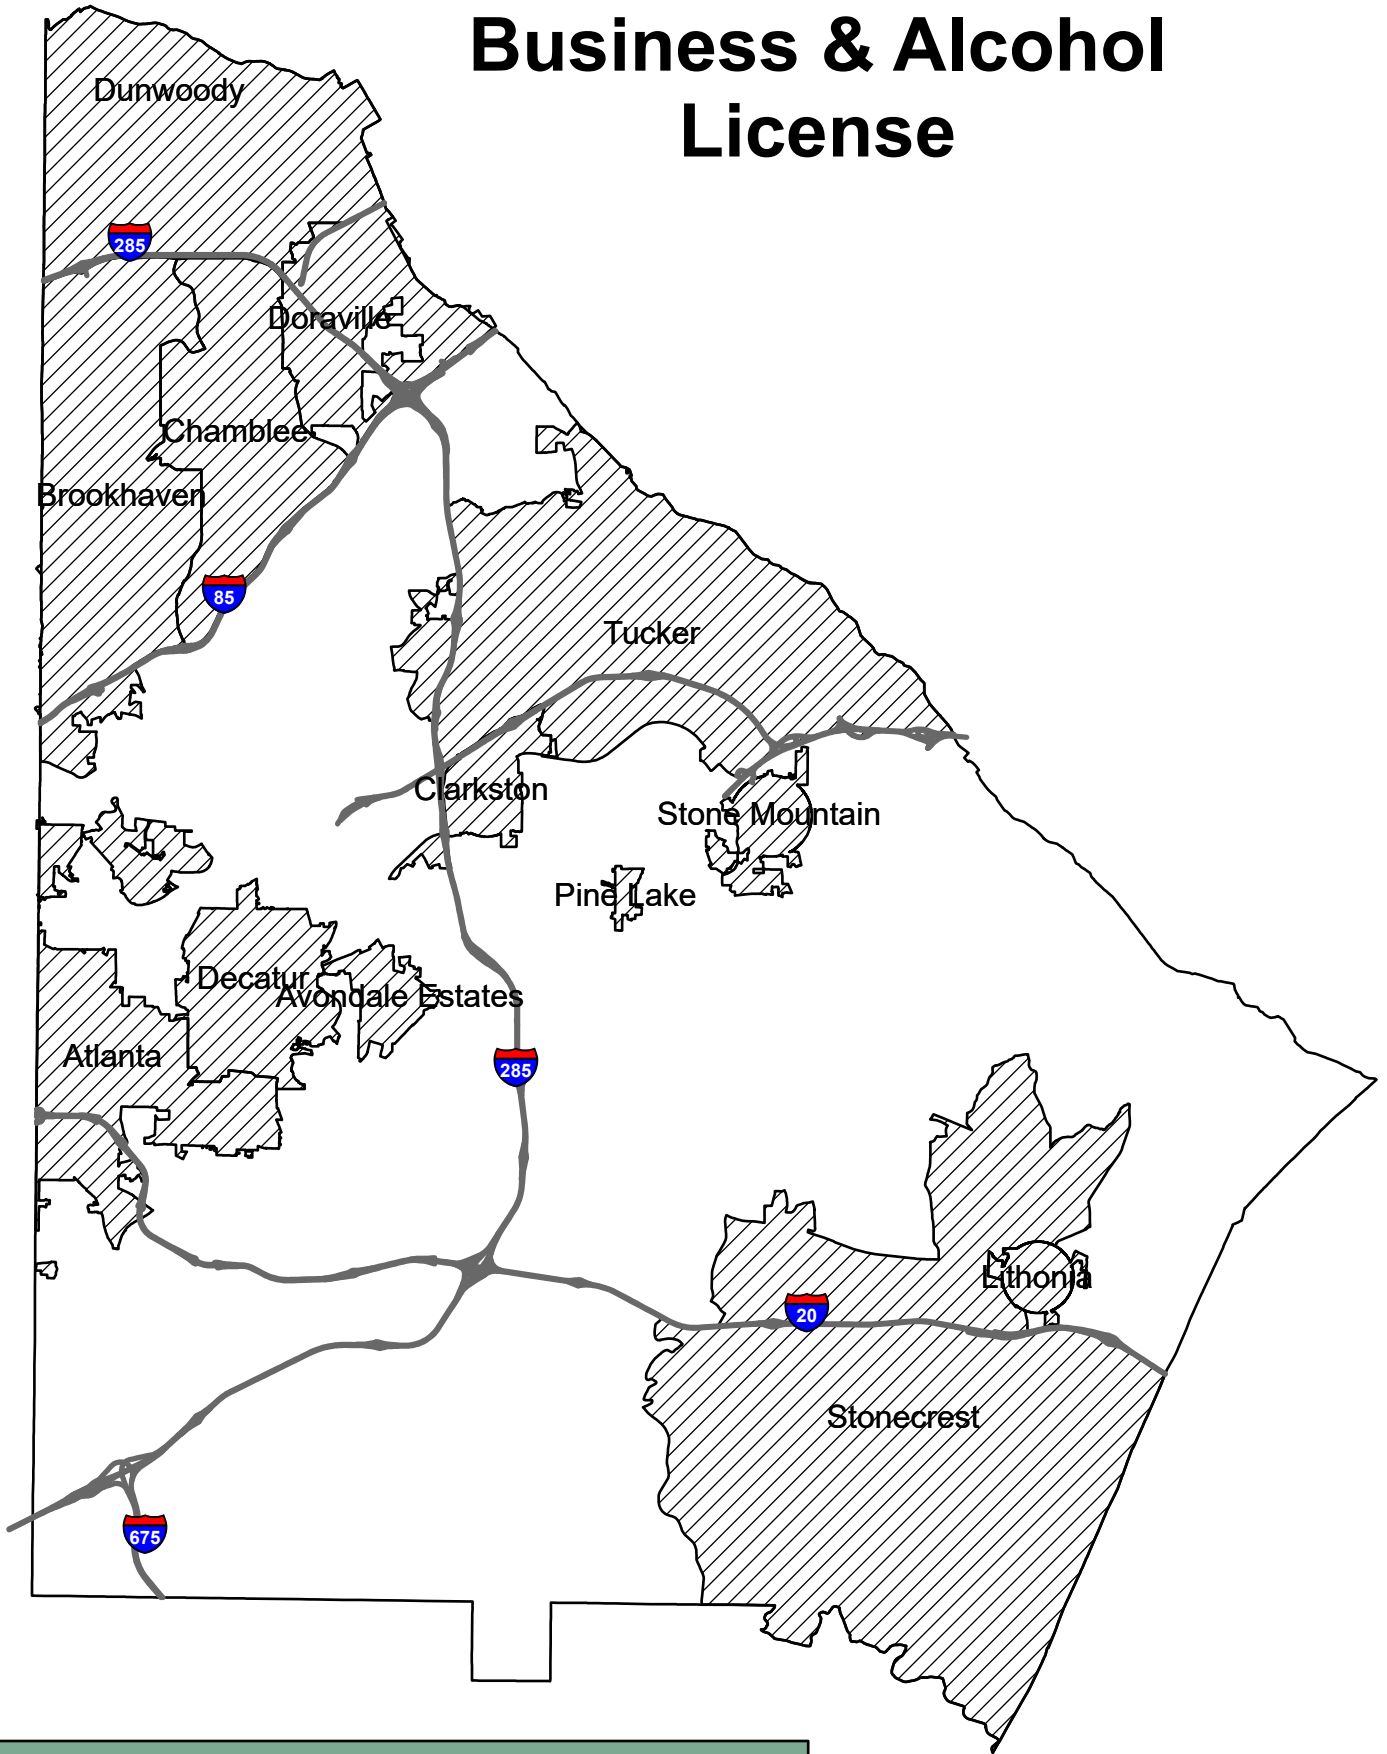 Business & Alcohol
License
Dunwoody
285
Doraville
Chamblee
Brookhaven
85
Tucker
Clarkston
Stone Mountain
Pine Lake
Decatur
Avondale Estates
Atlanta
285
Lithonia
20
Stonecrest
675